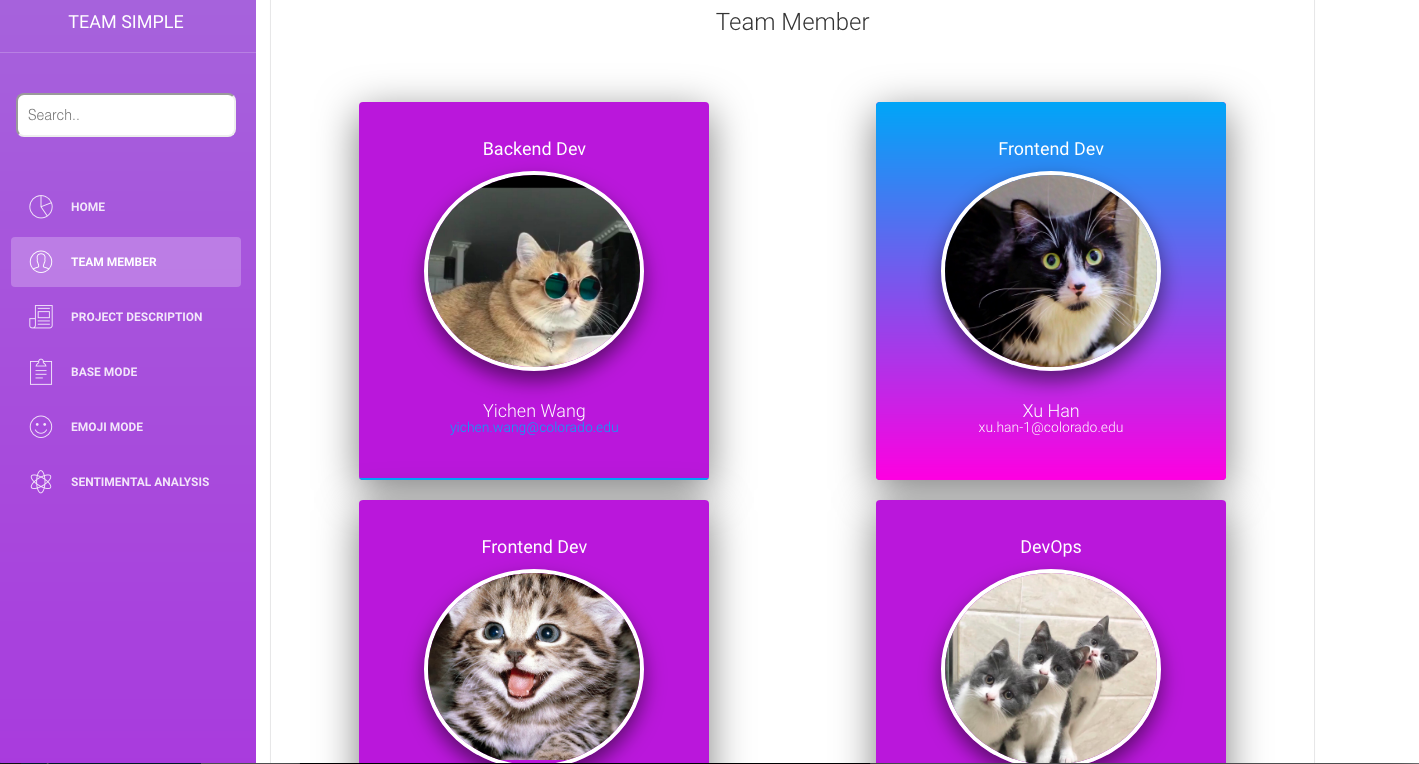 TEAM SIMPLE
Search..
HOME
TEAM MEMBER
PROJECT DESCRIPTION
BASE MODE
EMOJI MODE
SENTIMENTAL ANALYSIS
Team Member
Backend Dev
Yichen Wang
yichen.wang@colorado.edu
Frontend Dev
Xu Han
xu.han-1@colorado.edu
Frontend Dev
DevOps